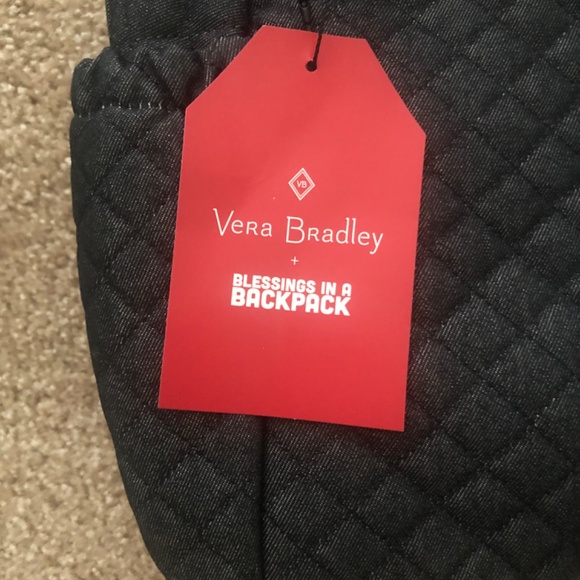 VB
Vera Bradley
+
BLESSINGS IN A
BACKPACK